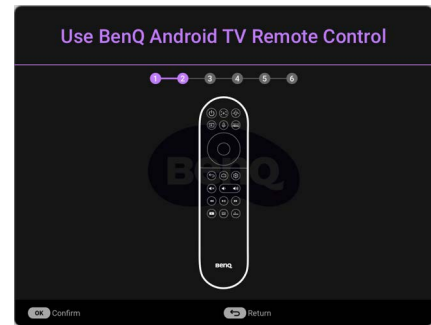 Use BenQ Android TV Remote Control
1 2 3 4 5 6
BenQ
BenQ
OK Confirm
Return